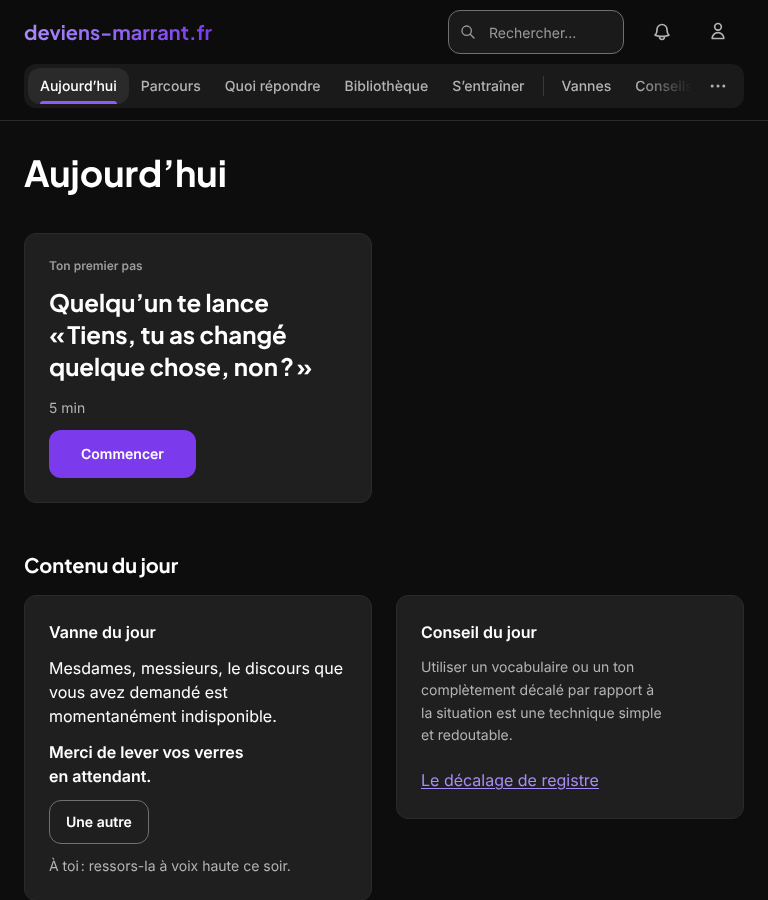 deviens-marrant.fr
Rechercher...
Aujourd’hui
Parcours
Quoi répondre
Bibliothèque
S’entraîner
Vannes
Conseils
Aujourd’hui
Ton premier pas
Quelqu’un te lance
« Tiens, tu as changé
quelque chose, non ? »
5 min
Commencer
Contenu du jour
Vanne du jour
Mesdames, messieurs, le discours que
vous avez demandé est
momentanément indisponible.
Merci de lever vos verres
en attendant.
Une autre
À toi : ressors-la à voix haute ce soir.
Conseil du jour
Utiliser un vocabulaire ou un ton
complètement décalé par rapport à
la situation est une technique simple
et redoutable.
Le décalage de registre